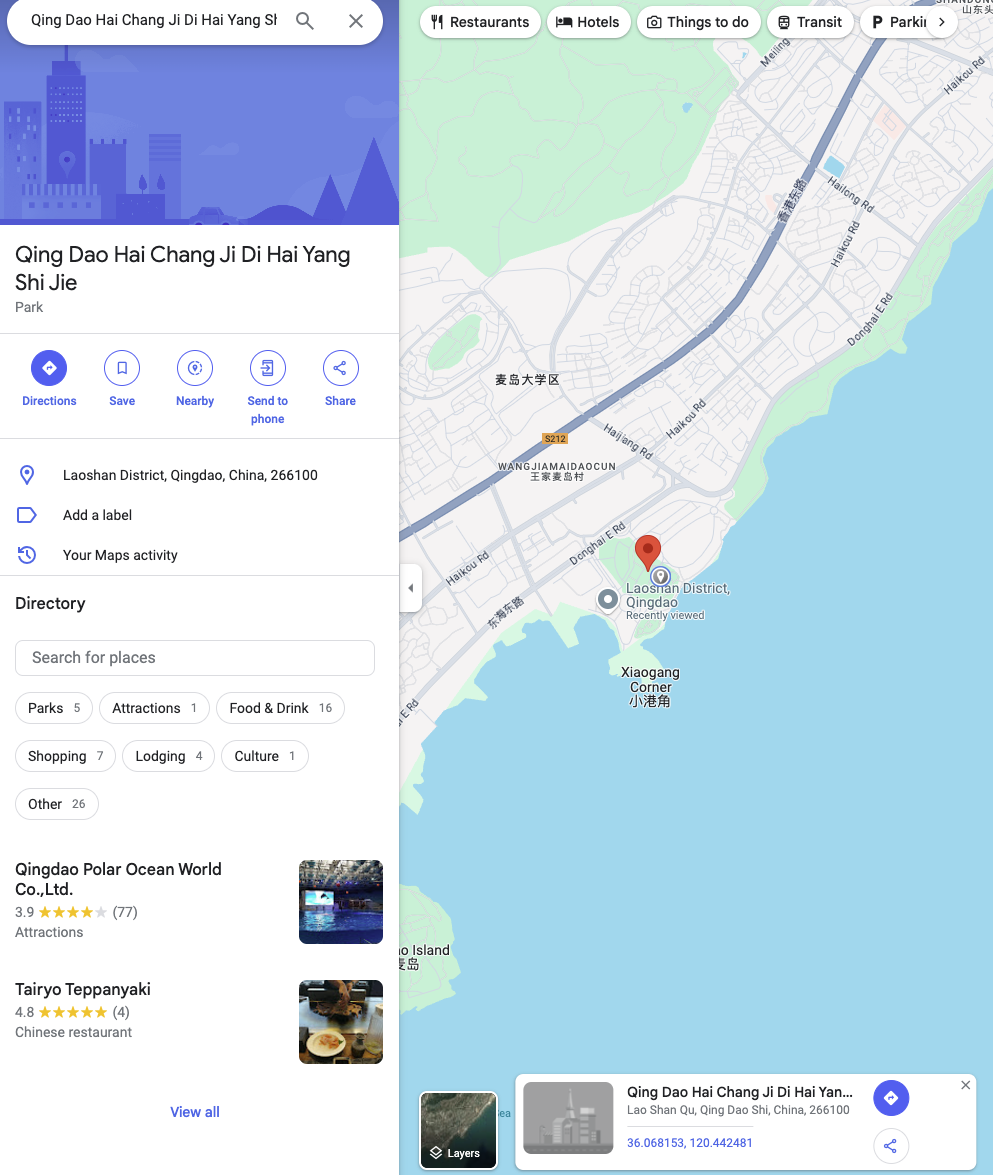 Qing Dao Hai Chang Ji Di Hai Yang Sh
Qing Dao Hai Chang Ji Di Hai Yang
Shi Jie
Park
Directions
Save
Nearby
Send to
phone
Share
Laoshan District, Qingdao, China, 266100
Add a label
Your Maps activity
Directory
Search for places
Parks 5
Attractions 1
Food & Drink 16
Shopping 7
Lodging 4
Culture 1
Other 26
Qingdao Polar Ocean World
Co.,Ltd.
3.9 ★★★★★ (77)
Attractions
Tairyo Teppanyaki
4.8 ★★★★★ (4)
Chinese restaurant
View all
Restaurants
Hotels
Things to do
Transit
P Parki
山东头
Meiling
Haikou Rd
香港东路
Hailong Rd
Haikou Rd
Donghai E Rd
麦岛大学区
S212
Haijiang Rd
Haikou Rd
WANGJIAMAIDAOCUN
王家麦岛村
Donghai E Rd
Haikou Rd
Laoshan District,
Qingdao
Recently viewed
东海东路
Xiaogang
Corner
小港角
E Rd
o Island
麦岛
Layers
Sea
Qing Dao Hai Chang Ji Di Hai Yan...
Lao Shan Qu, Qing Dao Shi, China, 266100
36.068153, 120.442481